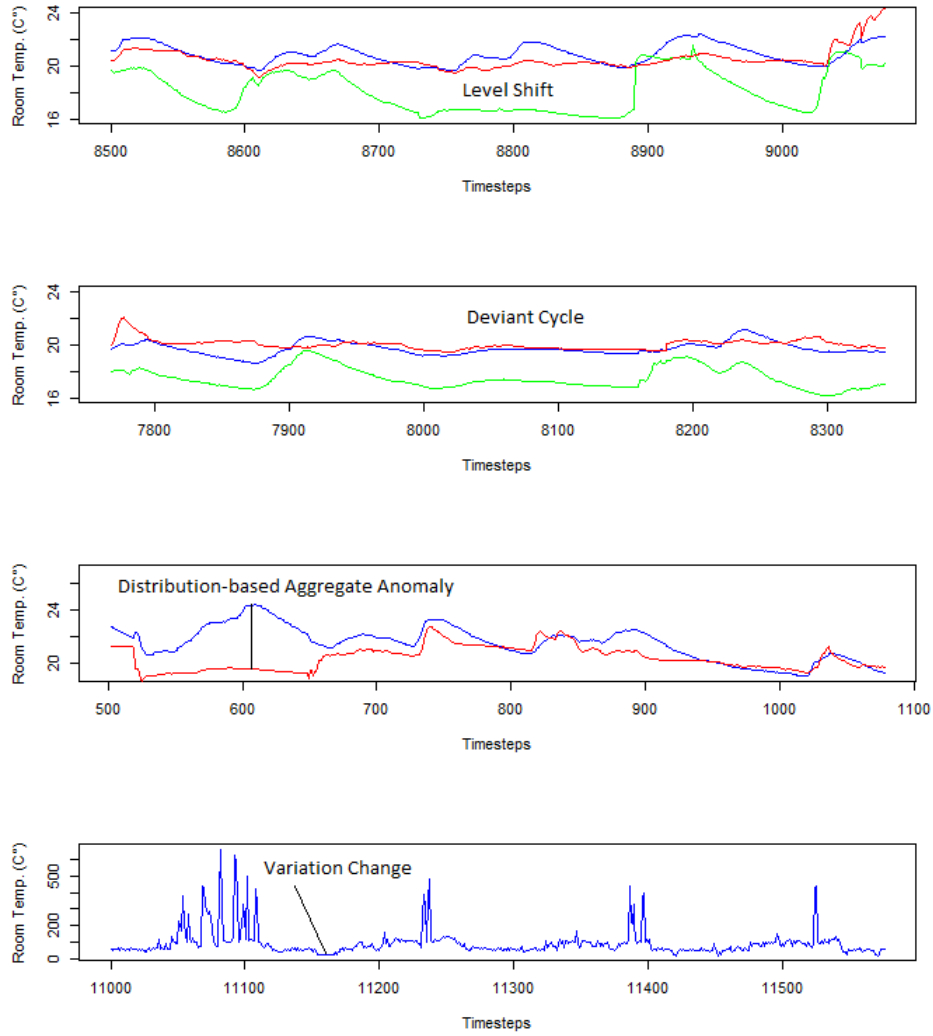 Room Temp. (C°)
24
20
16
Level Shift
8500 8600 8700 8800 8900 9000
Timesteps
Room Temp. (C°)
24
20
16
Deviant Cycle
7800 7900 8000 8100 8200 8300
Timesteps
Room Temp. (C°)
24
20
Distribution-based Aggregate Anomaly
500 600 700 800 900 1000 1100
Timesteps
Room Temp. (C°)
500
200
0
Variation Change
11000 11100 11200 11300 11400 11500
Timesteps